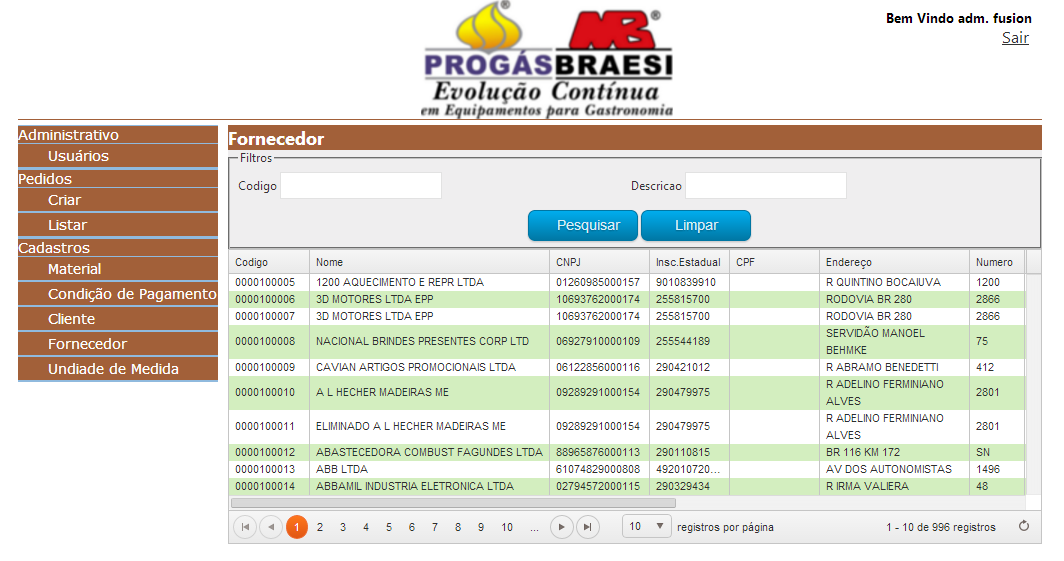 Bem Vindo adm. fusion
Sair
MB®
PROGÁSBRAESI
Evolução Contínua
em Equipamentos para Gastronomia
Administrativo
Usuários
Pedidos
Criar
Listar
Cadastros
Material
Condição de Pagamento
Cliente
Fornecedor
Undiade de Medida
Fornecedor
Filtros
Codigo Descricao
Pesquisar Limpar
Codigo Nome CNPJ Insc.Estadual CPF Endereço Numero
0000100005 1200 AQUECIMENTO E REPR LTDA 01260985000157 9010839910 R QUINTINO BOCAIUVA 1200
0000100006 3D MOTORES LTDA EPP 10693762000174 255815700 RODOVIA BR 280 2866
0000100007 3D MOTORES LTDA EPP 10693762000174 255815700 RODOVIA BR 280 2866
0000100008 NACIONAL BRINDES PRESENTES CORP LTD 06927910000109 255544189 SERVIDÃO MANOEL BEHMKE 75
0000100009 CAVIAN ARTIGOS PROMOCIONAIS LTDA 06122856000116 290421012 R ABRAMO BENEDETTI 412
0000100010 A L HECHER MADEIRAS ME 09289291000154 290479975 R ADELINO FERMINIANO ALVES 2801
0000100011 ELIMINADO A L HECHER MADEIRAS ME 09289291000154 290479975 R ADELINO FERMINIANO ALVES 2801
0000100012 ABASTECEDORA COMBUST FAGUNDES LTDA 88965876000113 290110815 BR 116 KM 172 SN
0000100013 ABB LTDA 61074829000808 492010720... AV DOS AUTONOMISTAS 1496
0000100014 ABBAMIL INDUSTRIA ELETRONICA LTDA 02794572000115 290329434 R IRMA VALIERA 48
1 2 3 4 5 6 7 8 9 10 ... 10 registros por página 1 - 10 de 996 registros